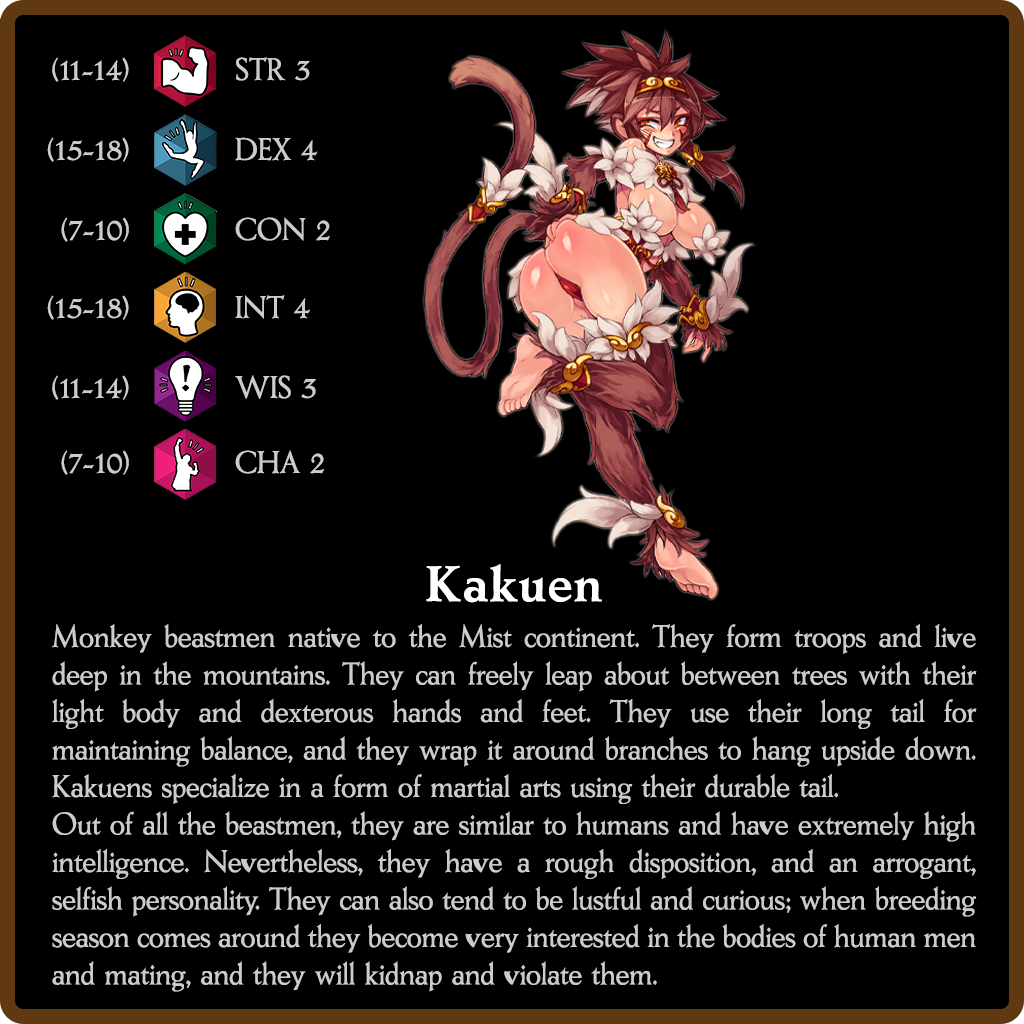 (11-14) STR 3
(15-18) DEX 4
(7-10) CON 2
(15-18) INT 4
(11-14) WIS 3
(7-10) CHA 2
Kakuen
Monkey beastmen native to the Mist continent. They form troops and live
deep in the mountains. They can freely leap about between trees with their
light body and dexterous hands and feet. They use their long tail for
maintaining balance, and they wrap it around branches to hang upside down.
Kakuens specialize in a form of martial arts using their durable tail.
Out of all the beastmen, they are similar to humans and have extremely high
intelligence. Nevertheless, they have a rough disposition, and an arrogant,
selfish personality. They can also tend to be lustful and curious; when breeding
season comes around they become very interested in the bodies of human men
and mating, and they will kidnap and violate them.